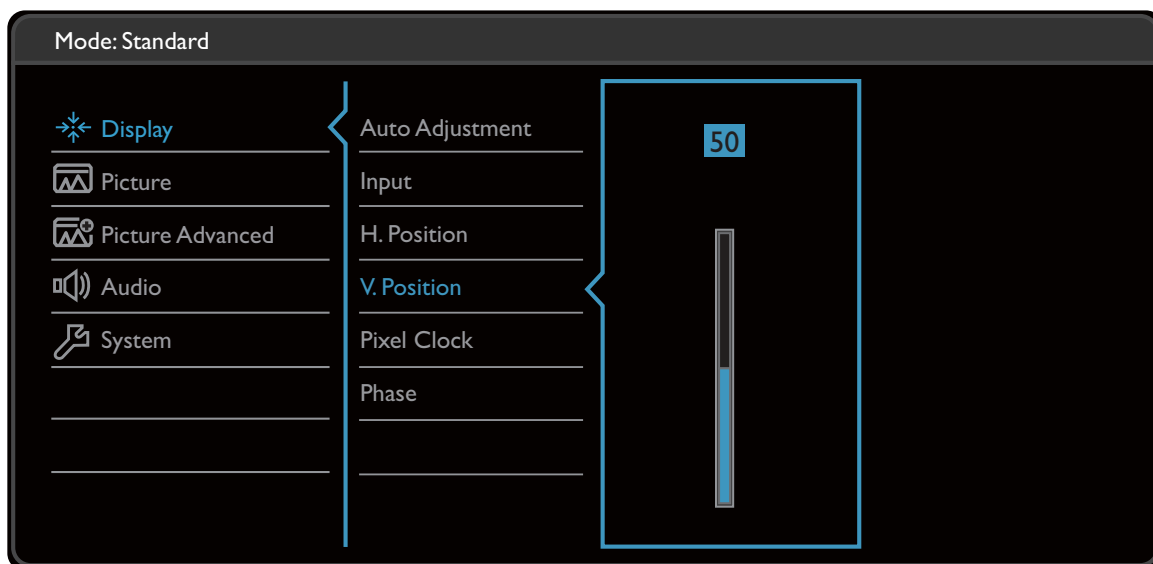 Mode: Standard
Display
Picture
Picture Advanced
Audio
System
Auto Adjustment
Input
H. Position
V. Position
Pixel Clock
Phase
50